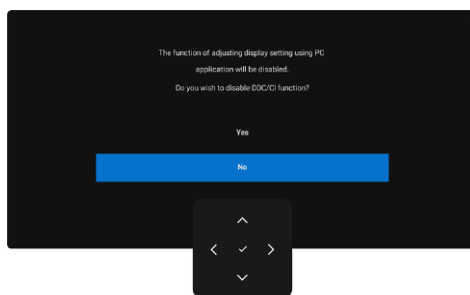 The function of adjusting display setting using PC
application will be disabled.
Do you wish to disable DDC/CI function?
Yes
No